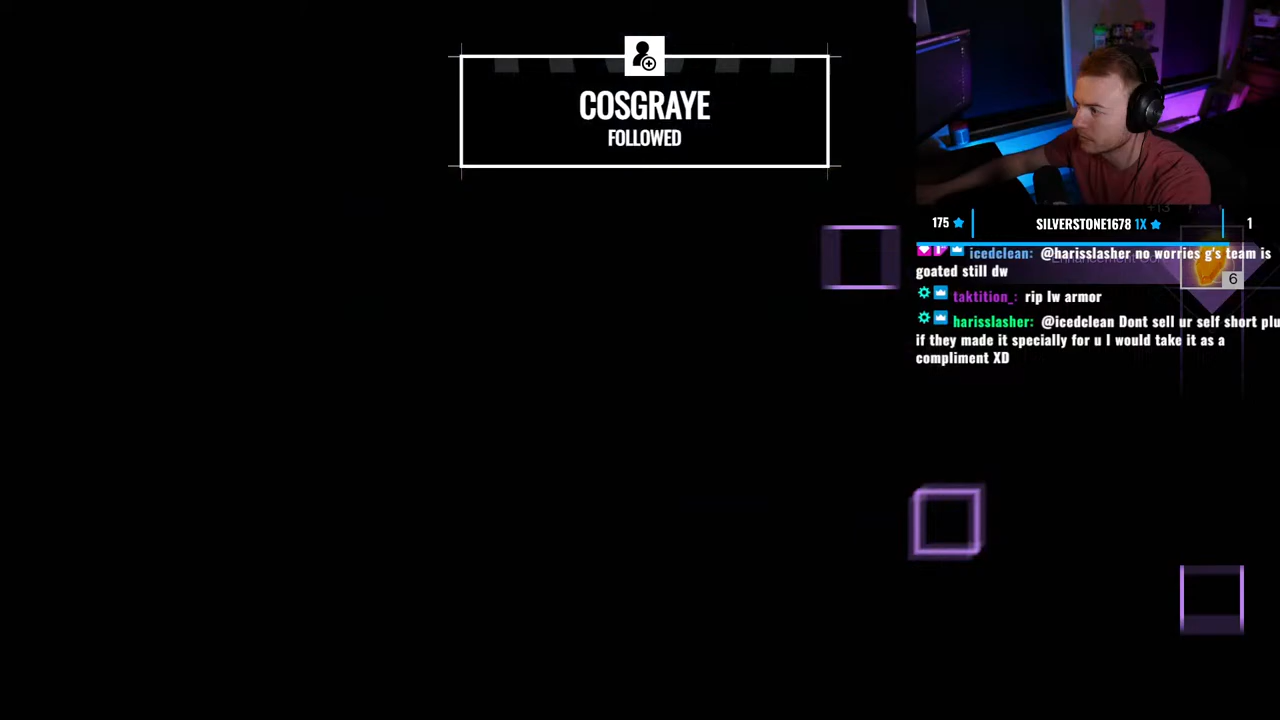 COSGRAYE
FOLLOWED
175
SILVERSTONE1678 1X
1
icedclean: @harisslasher no worries g's team is
goated still dw
6
taktition_: rip lw armor
harisslasher: @icedclean Dont sell ur self short plu
if they made it specially for u I would take it as a
compliment XD